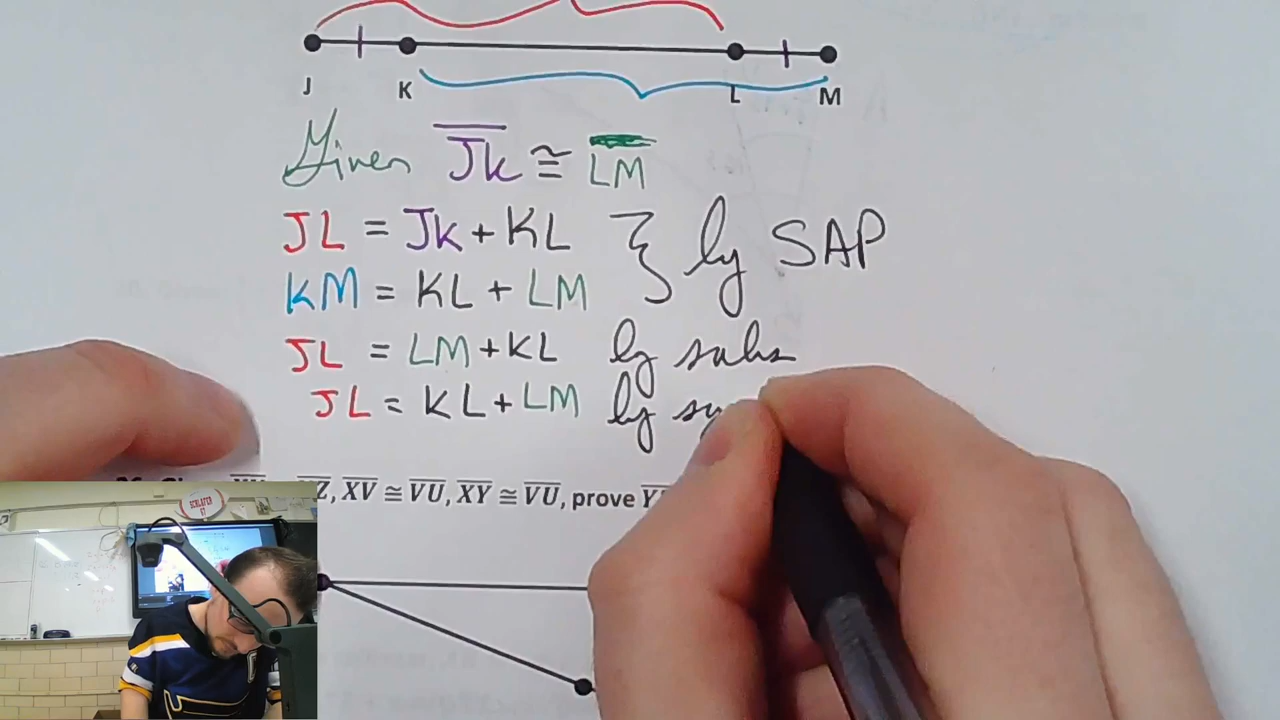 J K L M
Given JK ≅ LM
JL = JK + KL } by SAP
KM = KL + LM
JL = LM + KL by subs
JL = KL + LM by sy
XV ≅ VU, XY ≅ VU, prove